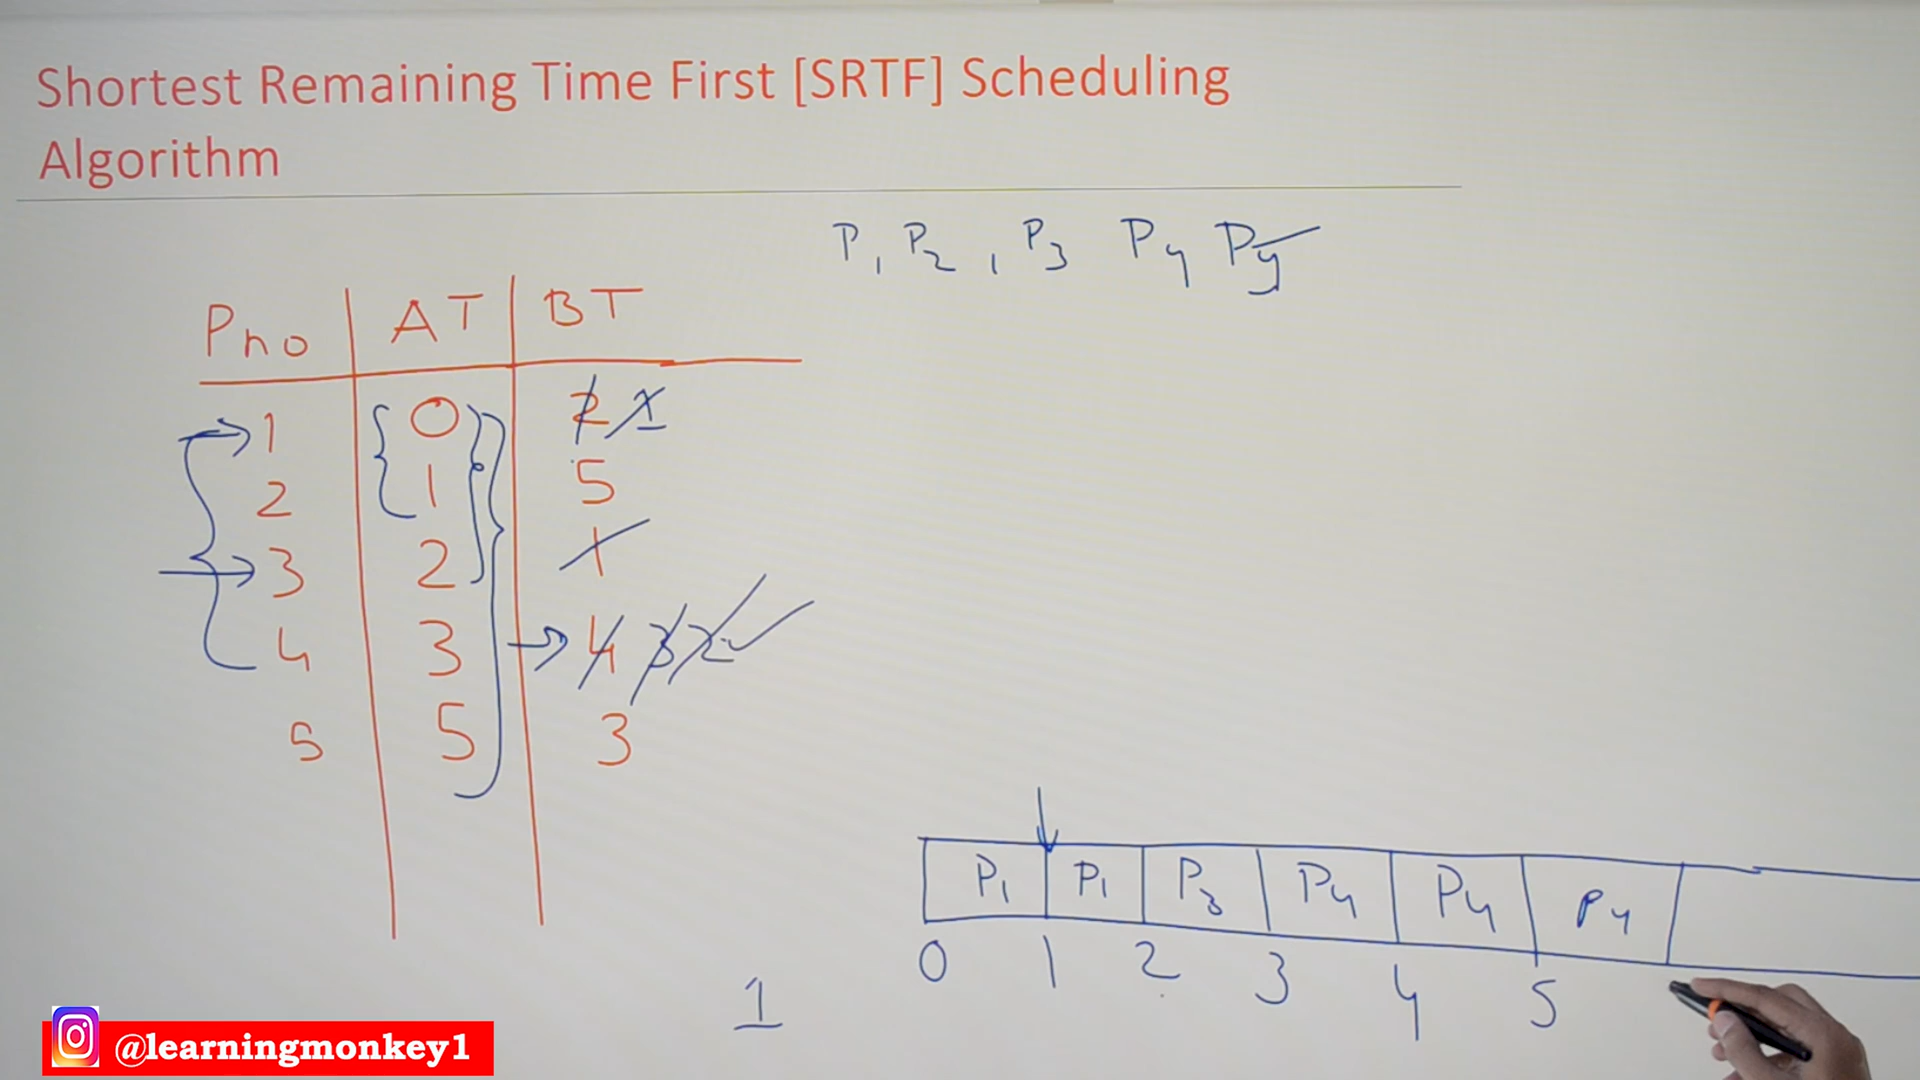 Shortest Remaining Time First [SRTF] Scheduling
Algorithm
P1 P2 , P3 P4 P4
Pno AT BT
1 0 2 1
2 1 5
3 2 1
4 3 4 3 2
5 5 3
P1 P1 P3 P4 P4 P4
0 1 2 3 4 5
1
@learningmonkey1